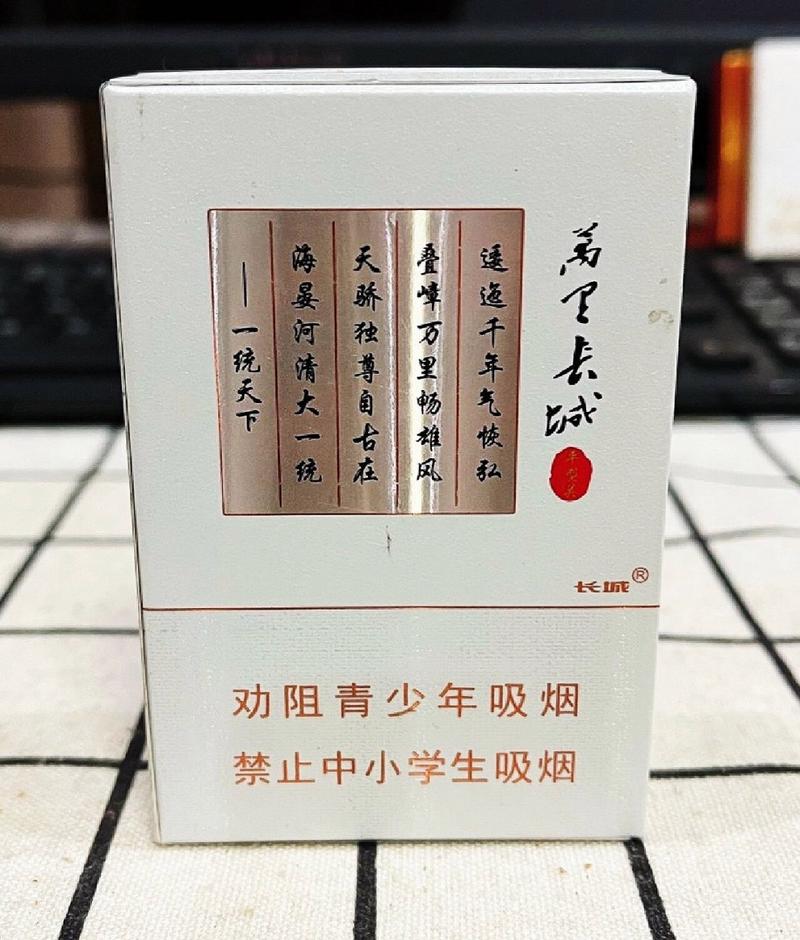 萬里長城
逶迤千年气恢弘
叠嶂万里畅雄风
天骄独尊自古在
海晏河清大一统
——一统天下
长城®
劝阻青少年吸烟
禁止中小学生吸烟